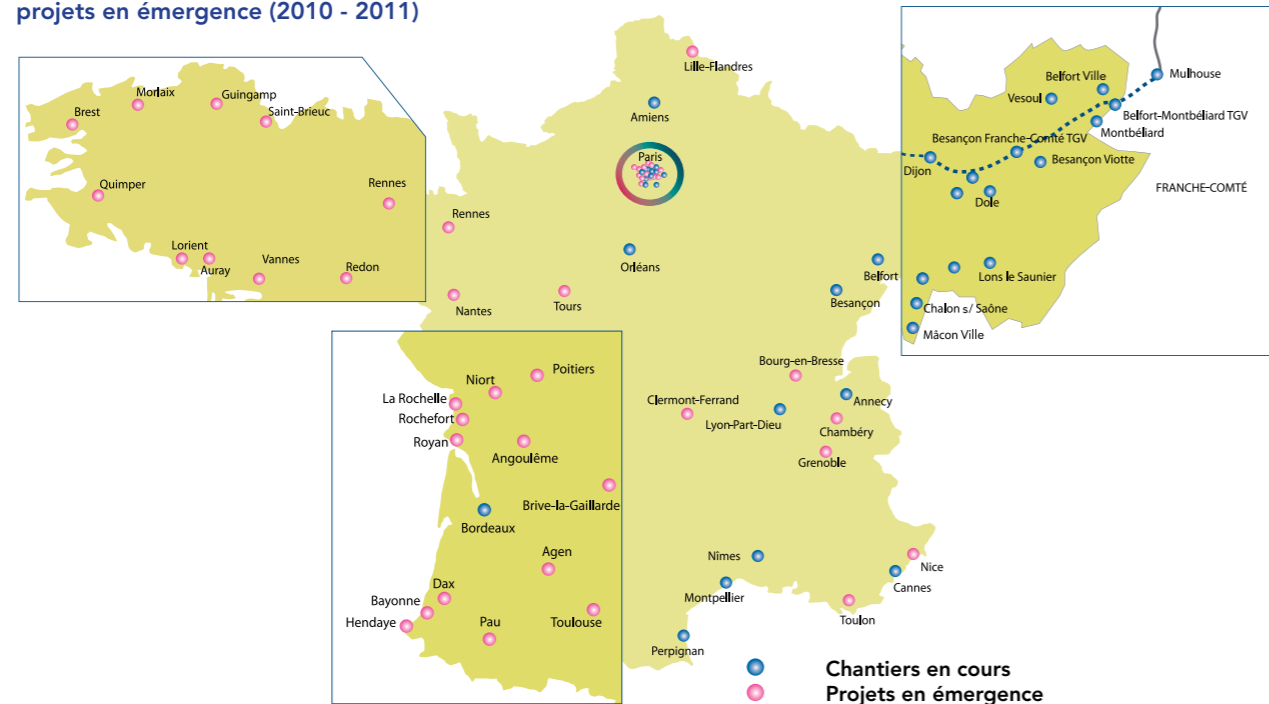 projets en émergence (2010 - 2011)
Morlaix
Guingamp
Brest
Saint-Brieuc
Quimper
Rennes
Lorient
Auray
Vannes
Redon
Lille-Flandres
Amiens
Paris
Rennes
Orléans
Nantes
Tours
Belfort
Besançon
Bourg-en-Bresse
Clermont-Ferrand
Annecy
Lyon-Part-Dieu
Chambéry
Grenoble
Nîmes
Nice
Cannes
Montpellier
Toulon
Perpignan
Belfort Ville
Mulhouse
Vesoul
Belfort-Montbéliard TGV
Montbéliard
Besançon Franche-Comté TGV
Besançon Viotte
Dijon
FRANCHE-COMTÉ
Dole
Lons le Saunier
Chalon s/ Saône
Mâcon Ville
Poitiers
Niort
La Rochelle
Rochefort
Royan
Angoulême
Brive-la-Gaillarde
Bordeaux
Agen
Dax
Bayonne
Hendaye
Pau
Toulouse
Chantiers en cours
Projets en émergence